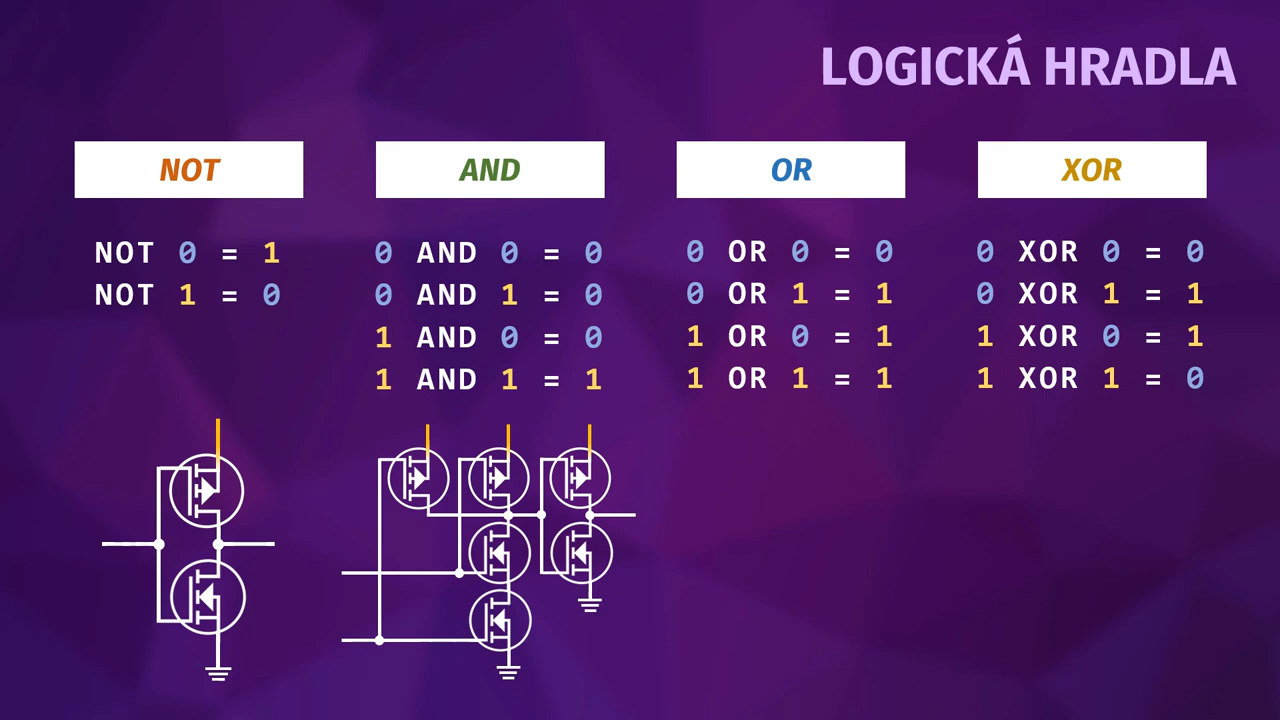 LOGICKÁ HRADLA
NOT
NOT 0 = 1
NOT 1 = 0
AND
0 AND 0 = 0
0 AND 1 = 0
1 AND 0 = 0
1 AND 1 = 1
OR
0 OR 0 = 0
0 OR 1 = 1
1 OR 0 = 1
1 OR 1 = 1
XOR
0 XOR 0 = 0
0 XOR 1 = 1
1 XOR 0 = 1
1 XOR 1 = 0